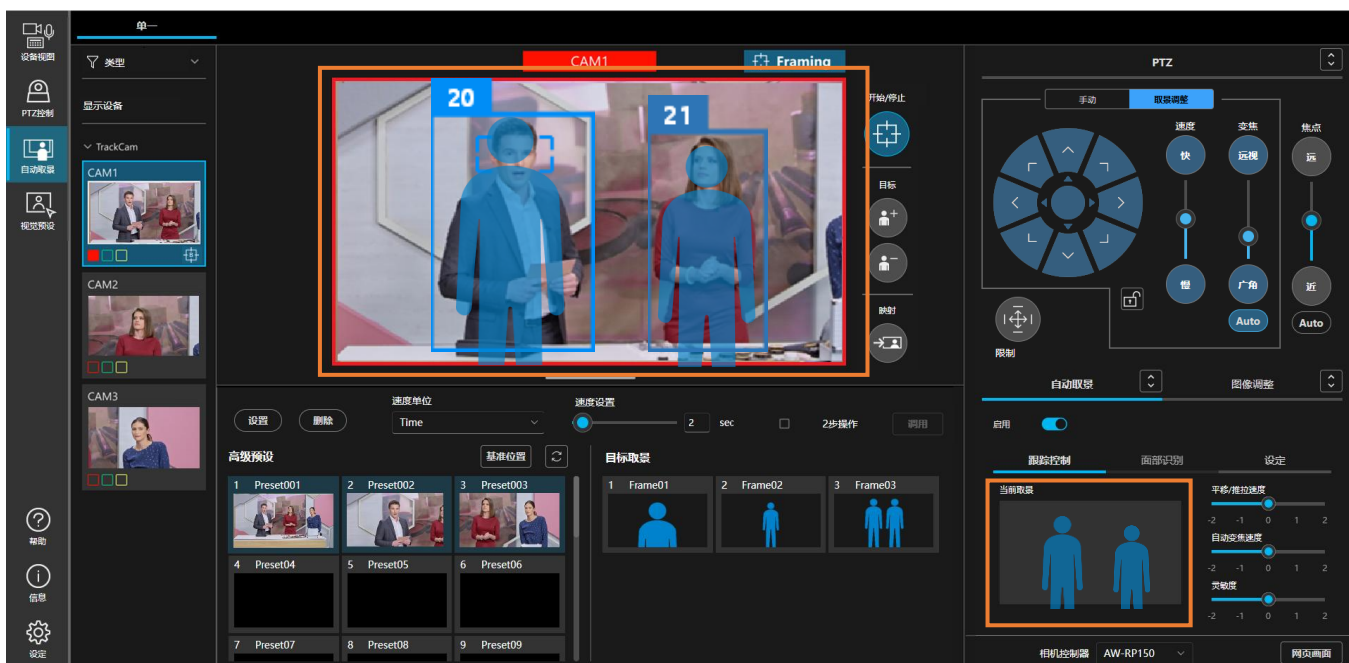 设备视图
PTZ控制
自动取景
视觉预设
帮助
信息
设定
单一
类型
显示设备
TrackCam
CAM1
CAM2
CAM3
CAM1
Framing
20
21
开始/停止
目标
映射
设置
删除
速度单位
Time
速度设置
2 sec
2步操作
调用
高级预设
基准位置
1 Preset001
2 Preset002
3 Preset003
4 Preset04
5 Preset05
6 Preset06
7 Preset07
8 Preset08
9 Preset09
目标取景
1 Frame01
2 Frame02
3 Frame03
PTZ
手动
取景调整
速度
变焦
焦点
快
远视
远
慢
广角
近
Auto
Auto
限制
自动取景
图像调整
启用
跟踪控制
面部识别
设定
当前取景
平移/推拉速度
-2 -1 0 1 2
自动变焦速度
-2 -1 0 1 2
灵敏度
-2 -1 0 1 2
相机控制器
AW-RP150
网页画面